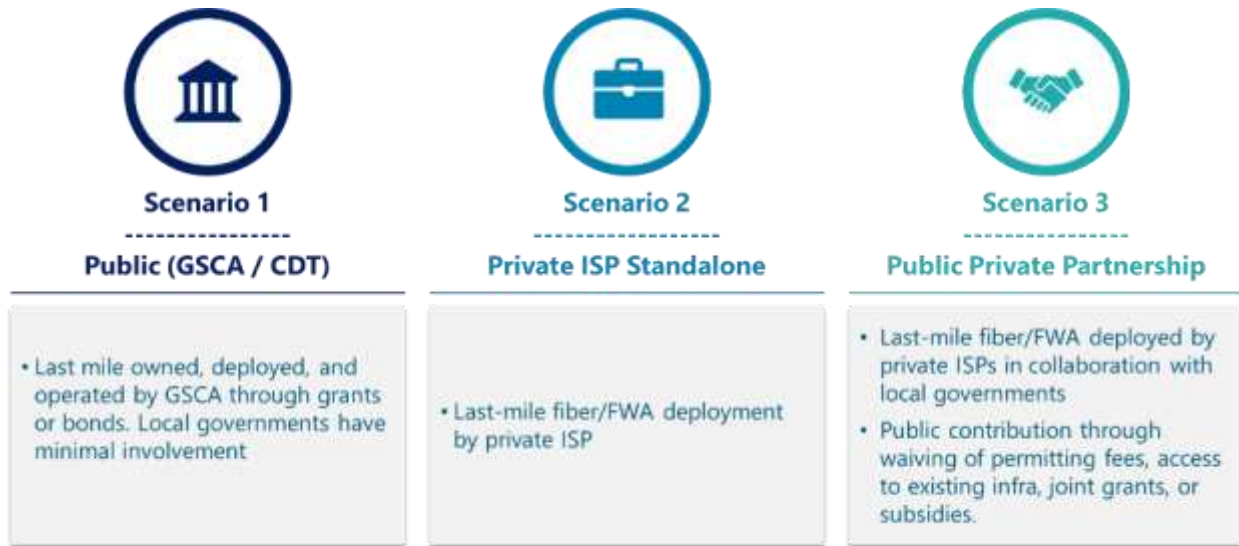 Scenario 1
----------------
Public (GSCA / CDT)
• Last mile owned, deployed, and
operated by GSCA through grants
or bonds. Local governments have
minimal involvement
Scenario 2
------------------
Private ISP Standalone
• Last-mile fiber/FWA deployment
by private ISP
Scenario 3
----------------
Public Private Partnership
• Last-mile fiber/FWA deployed by
private ISPs in collaboration with
local governments
• Public contribution through
waiving of permitting fees, access
to existing infra, joint grants, or
subsidies.